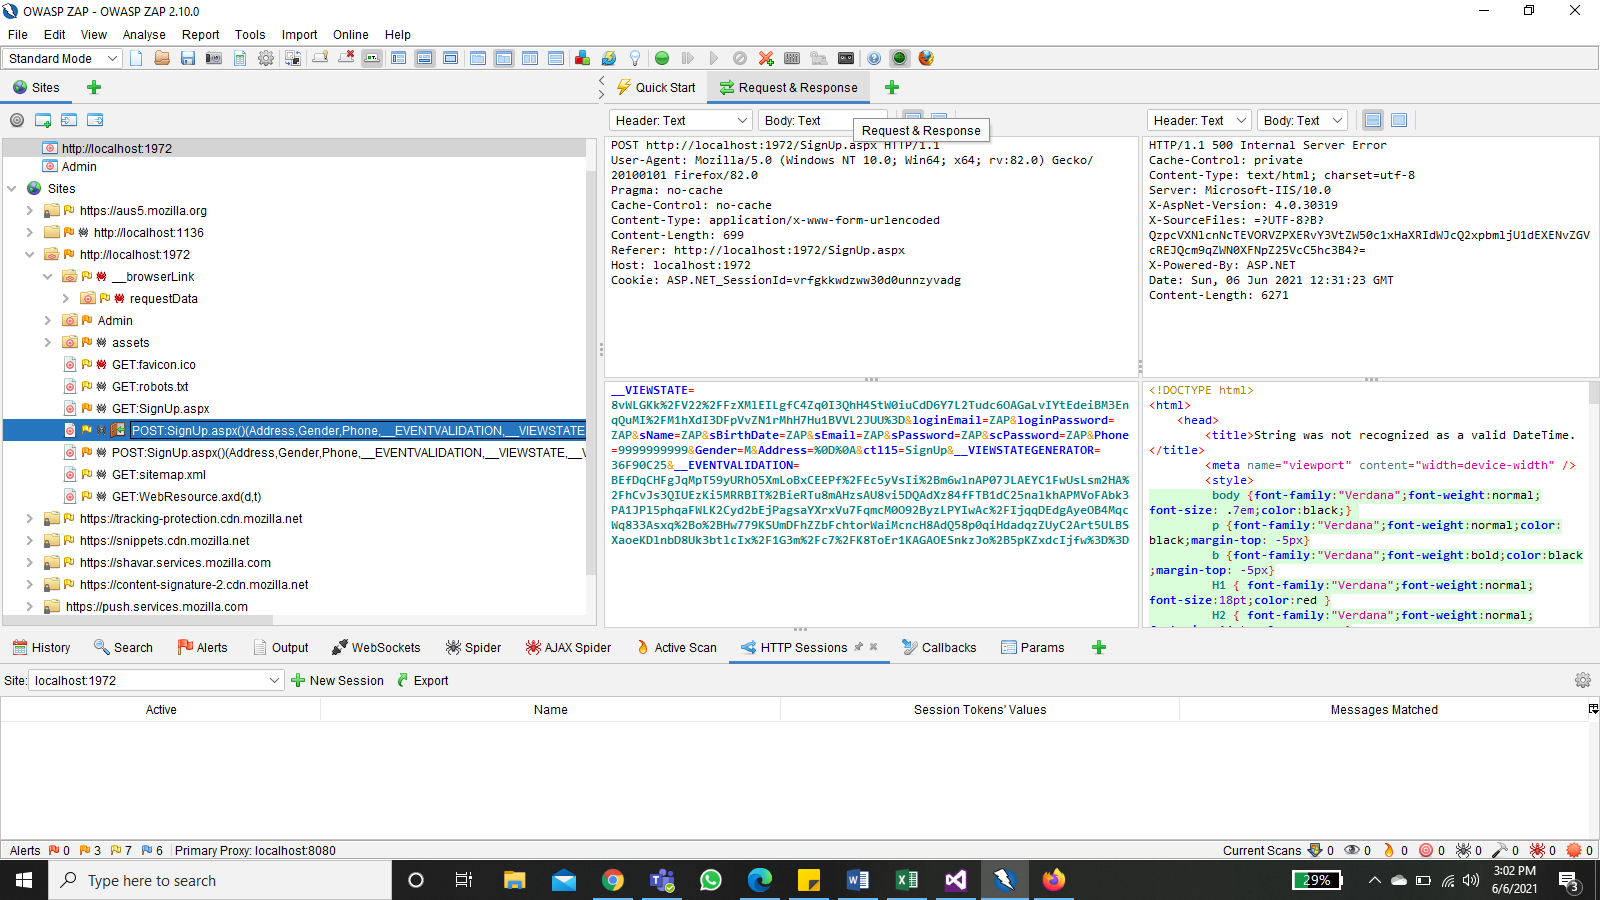 OWASP ZAP - OWASP ZAP 2.10.0
File Edit View Analyse Report Tools Import Online Help
Standard Mode
Sites
Quick Start
Request & Response
Header: Text
Body: Text
Request & Response
Header: Text
Body: Text
http://localhost:1972
Admin
Sites
https://aus5.mozilla.org
http://localhost:1136
http://localhost:1972
__browserLink
requestData
Admin
assets
GET:favicon.ico
GET:robots.txt
GET:SignUp.aspx
POST:SignUp.aspx()(Address,Gender,Phone,__EVENTVALIDATION,__VIEWSTATE
POST:SignUp.aspx()(Address,Gender,Phone,__EVENTVALIDATION,__VIEWSTATE,__V
GET:sitemap.xml
GET:WebResource.axd(d,t)
https://tracking-protection.cdn.mozilla.net
https://snippets.cdn.mozilla.net
https://shavar.services.mozilla.com
https://content-signature-2.cdn.mozilla.net
https://push.services.mozilla.com
POST http://localhost:1972/SignUp.aspx HTTP/1.1
User-Agent: Mozilla/5.0 (Windows NT 10.0; Win64; x64; rv:82.0) Gecko/
20100101 Firefox/82.0
Pragma: no-cache
Cache-Control: no-cache
Content-Type: application/x-www-form-urlencoded
Content-Length: 699
Referer: http://localhost:1972/SignUp.aspx
Host: localhost:1972
Cookie: ASP.NET_SessionId=vrfgkkwdzww30d0unnzyvadg
HTTP/1.1 500 Internal Server Error
Cache-Control: private
Content-Type: text/html; charset=utf-8
Server: Microsoft-IIS/10.0
X-AspNet-Version: 4.0.30319
X-SourceFiles: =?UTF-8?B?
QzpcVXNlcnNcTEVORVZPXERvY3VtZW50c1xHaXRIdWJcQ2xpbmljU1dEXENvZGV
cREJQcm9qZWN0XFNpZ25VcC5hc3B4?=
X-Powered-By: ASP.NET
Date: Sun, 06 Jun 2021 12:31:23 GMT
Content-Length: 6271
__VIEWSTATE=
8vWLGKk%2FV22%2FFzXMlEILgfC4Zq0I3QhH4StW0iuCdD6Y7L2Tudc6OAGaLvIYtEdeiBM3En
qQuMI%2FM1hXdI3DFpVvZN1rMhH7Hu1BVVL2JUU%3D&loginEmail=ZAP&loginPassword=
ZAP&sName=ZAP&sBirthDate=ZAP&sEmail=ZAP&sPassword=ZAP&scPassword=ZAP&Phone
=9999999999&Gender=M&Address=%0D%0A&ctl15=SignUp&__VIEWSTATEGENERATOR=
36F90C25&__EVENTVALIDATION=
BEfDqCHFgJqMpT59yURhO5XmLoBxCEEPf%2FEc5yVsIi%2Bm6wlnAP07JLAEYC1FwUsLsm2HA%
2FhCvJs3QIUEzKi5MRRBIT%2BieRTu8mAHzsAU8vi5DQAdXz84fFTB1dC25nalkhAPMVoFAbk3
PA1JPl5phqaFWLK2Cyd2bEjPagsaYXrxVu7FqmcM0O92ByzLPYIwAc%2FIJqqDEdgAyeOB4Mqc
Wq833Asxq%2Bo%2BHw779KSUmDFhZZbFchtorWaiMcncH8AdQ58p0qiHdadqzZUyC2Art5ULBS
XaoeKDlnbD8Uk3btlcIx%2F1G3m%2Fc7%2FK8ToEr1KAGAOESnkzJo%2B5pKZxdcIjfw%3D%3D
<!DOCTYPE html>
<html>
<head>
<title>String was not recognized as a valid DateTime.
</title>
<meta name="viewport" content="width=device-width" />
<style>
body {font-family:"Verdana";font-weight:normal;
font-size: .7em;color:black;}
p {font-family:"Verdana";font-weight:normal;color:
black;margin-top: -5px}
b {font-family:"Verdana";font-weight:bold;color:black
;margin-top: -5px}
H1 { font-family:"Verdana";font-weight:normal;
font-size:18pt;color:red }
H2 { font-family:"Verdana";font-weight:normal;
History Search Alerts Output WebSockets Spider AJAX Spider Active Scan HTTP Sessions Callbacks Params
Site: localhost:1972 New Session Export
Active Name Session Tokens' Values Messages Matched
Alerts 0 3 7 6 Primary Proxy: localhost:8080
Current Scans 0 0 0 0 0 0 0 0
Type here to search
29%
3:02 PM
6/6/2021
3